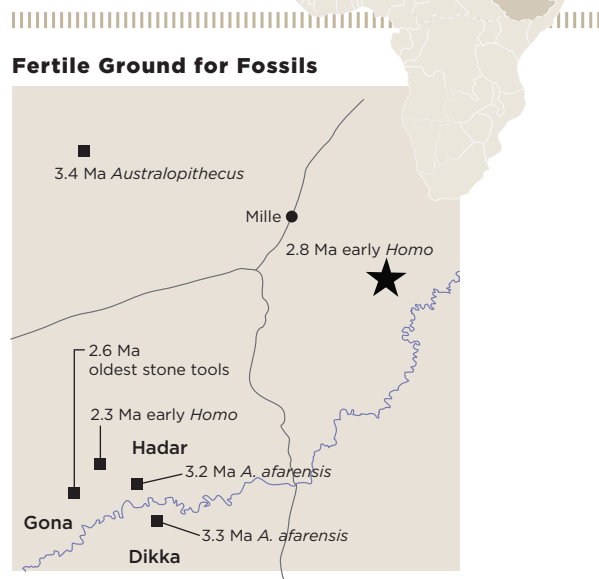 Fertile Ground for Fossils
3.4 Ma Australopithecus
Mille
2.8 Ma early Homo
2.6 Ma
oldest stone tools
2.3 Ma early Homo
Hadar
3.2 Ma A. afarensis
Gona
3.3 Ma A. afarensis
Dikka